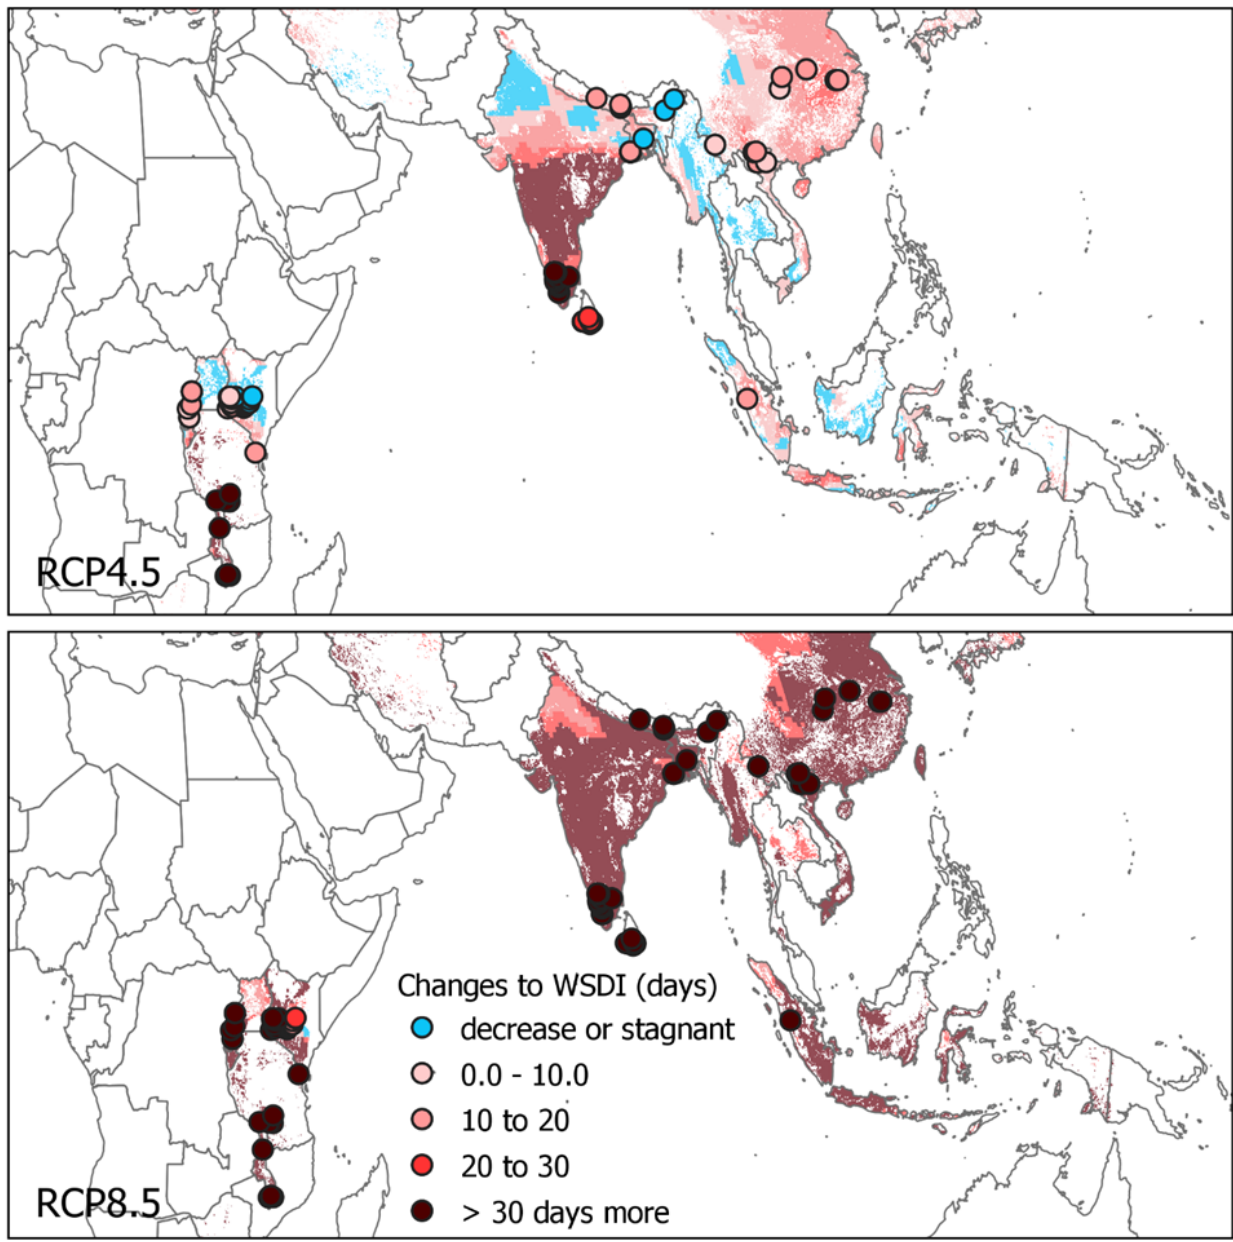 RCP4.5
Changes to WSDI (days)
decrease or stagnant
0.0 - 10.0
10 to 20
20 to 30
> 30 days more
RCP8.5